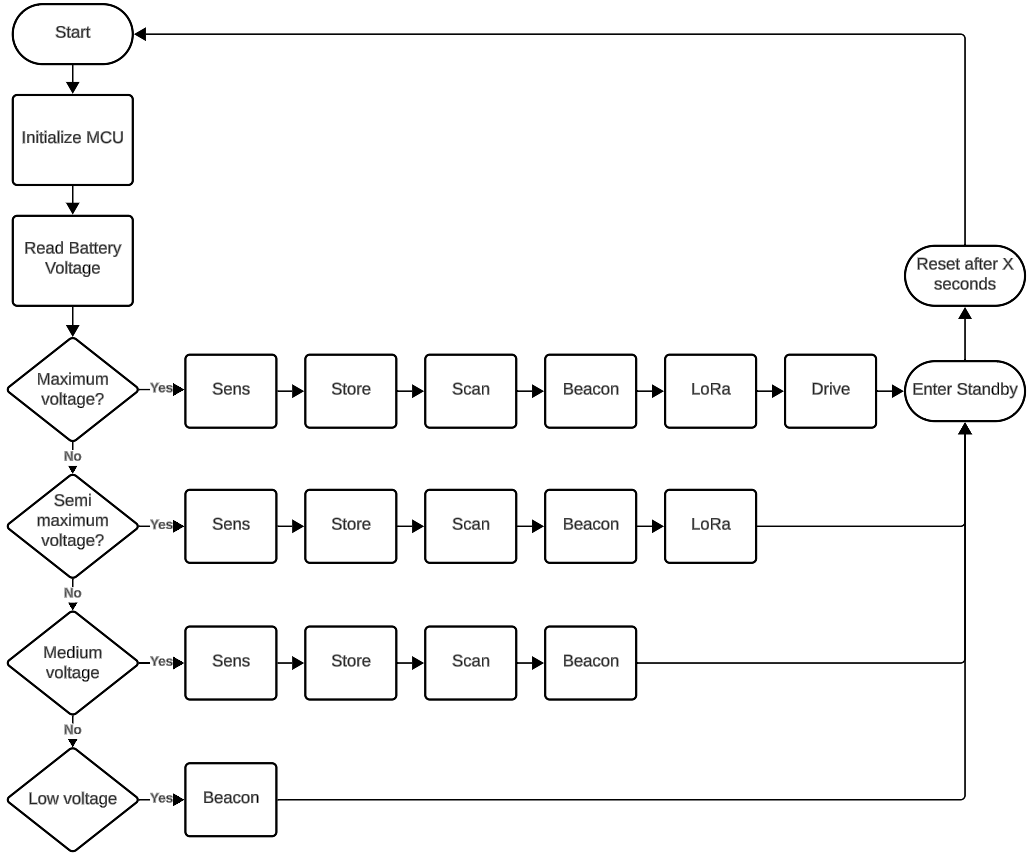 Start
Initialize MCU
Read Battery
Voltage
Reset after X
seconds
Maximum
voltage?
Yes
Sens
Store
Scan
Beacon
LoRa
Drive
Enter Standby
No
Semi
maximum
voltage?
Yes
Sens
Store
Scan
Beacon
LoRa
No
Medium
voltage
Yes
Sens
Store
Scan
Beacon
No
Low voltage
Yes
Beacon